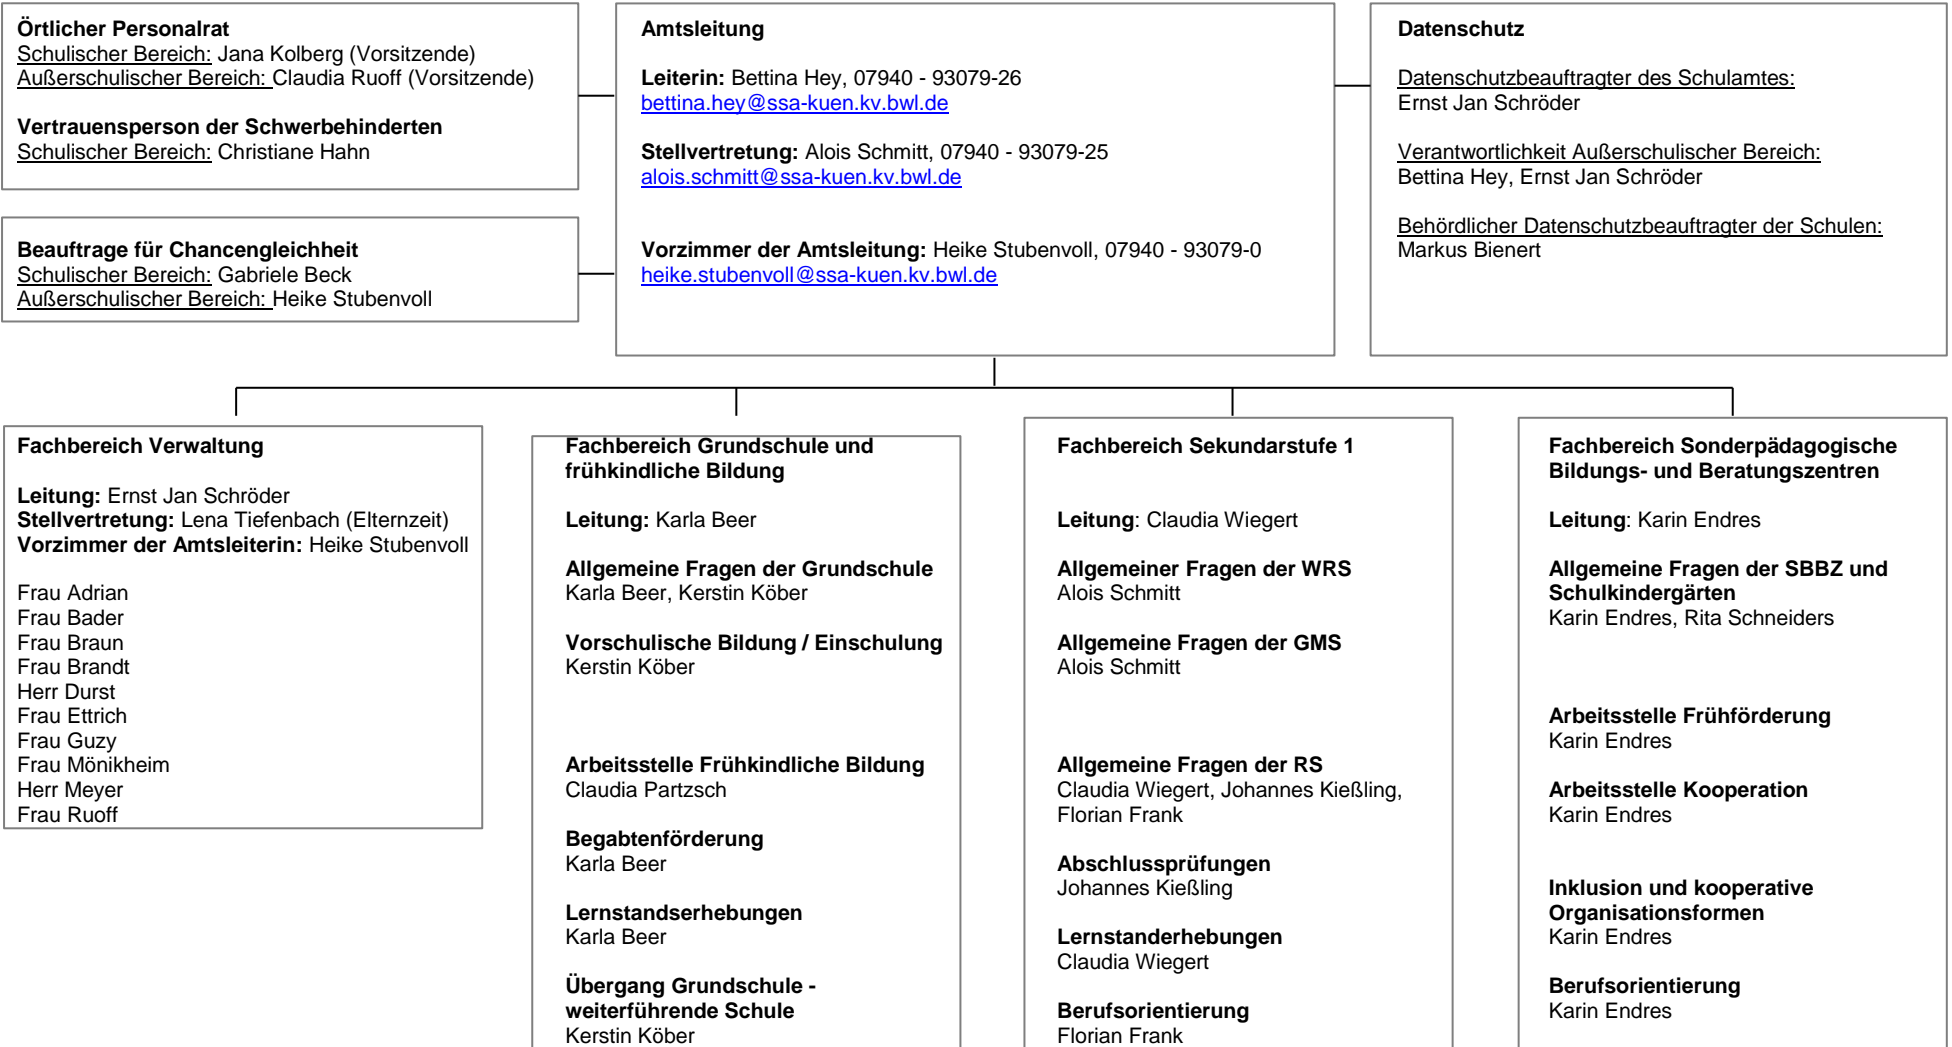 Örtlicher Personalrat
Schulischer Bereich: Jana Kolberg (Vorsitzende)
Außerschulischer Bereich: Claudia Ruoff (Vorsitzende)
Vertrauensperson der Schwerbehinderten
Schulischer Bereich: Christiane Hahn
Beauftrage für Chancengleichheit
Schulischer Bereich: Gabriele Beck
Außerschulischer Bereich: Heike Stubenvoll
Amtsleitung
Leiterin: Bettina Hey, 07940 - 93079-26
bettina.hey@ssa-kuen.kv.bwl.de
Stellvertretung: Alois Schmitt, 07940 - 93079-25
alois.schmitt@ssa-kuen.kv.bwl.de
Vorzimmer der Amtsleitung: Heike Stubenvoll, 07940 - 93079-0
heike.stubenvoll@ssa-kuen.kv.bwl.de
Datenschutz
Datenschutzbeauftragter des Schulamtes:
Ernst Jan Schröder
Verantwortlichkeit Außerschulischer Bereich:
Bettina Hey, Ernst Jan Schröder
Behördlicher Datenschutzbeauftragter der Schulen:
Markus Bienert
Fachbereich Verwaltung
Leitung: Ernst Jan Schröder
Stellvertretung: Lena Tiefenbach (Elternzeit)
Vorzimmer der Amtsleiterin: Heike Stubenvoll
Frau Adrian
Frau Bader
Frau Braun
Frau Brandt
Herr Durst
Frau Ettrich
Frau Guzy
Frau Mönikheim
Herr Meyer
Frau Ruoff
Fachbereich Grundschule und
frühkindliche Bildung
Leitung: Karla Beer
Allgemeine Fragen der Grundschule
Karla Beer, Kerstin Köber
Vorschulische Bildung / Einschulung
Kerstin Köber
Arbeitsstelle Frühkindliche Bildung
Claudia Partzsch
Begabtenförderung
Karla Beer
Lernstandserhebungen
Karla Beer
Übergang Grundschule -
weiterführende Schule
Kerstin Köber
Fachbereich Sekundarstufe 1
Leitung: Claudia Wiegert
Allgemeiner Fragen der WRS
Alois Schmitt
Allgemeine Fragen der GMS
Alois Schmitt
Allgemeine Fragen der RS
Claudia Wiegert, Johannes Kießling,
Florian Frank
Abschlussprüfungen
Johannes Kießling
Lernstanderhebungen
Claudia Wiegert
Berufsorientierung
Florian Frank
Fachbereich Sonderpädagogische
Bildungs- und Beratungszentren
Leitung: Karin Endres
Allgemeine Fragen der SBBZ und
Schulkindergärten
Karin Endres, Rita Schneiders
Arbeitsstelle Frühförderung
Karin Endres
Arbeitsstelle Kooperation
Karin Endres
Inklusion und kooperative
Organisationsformen
Karin Endres
Berufsorientierung
Karin Endres